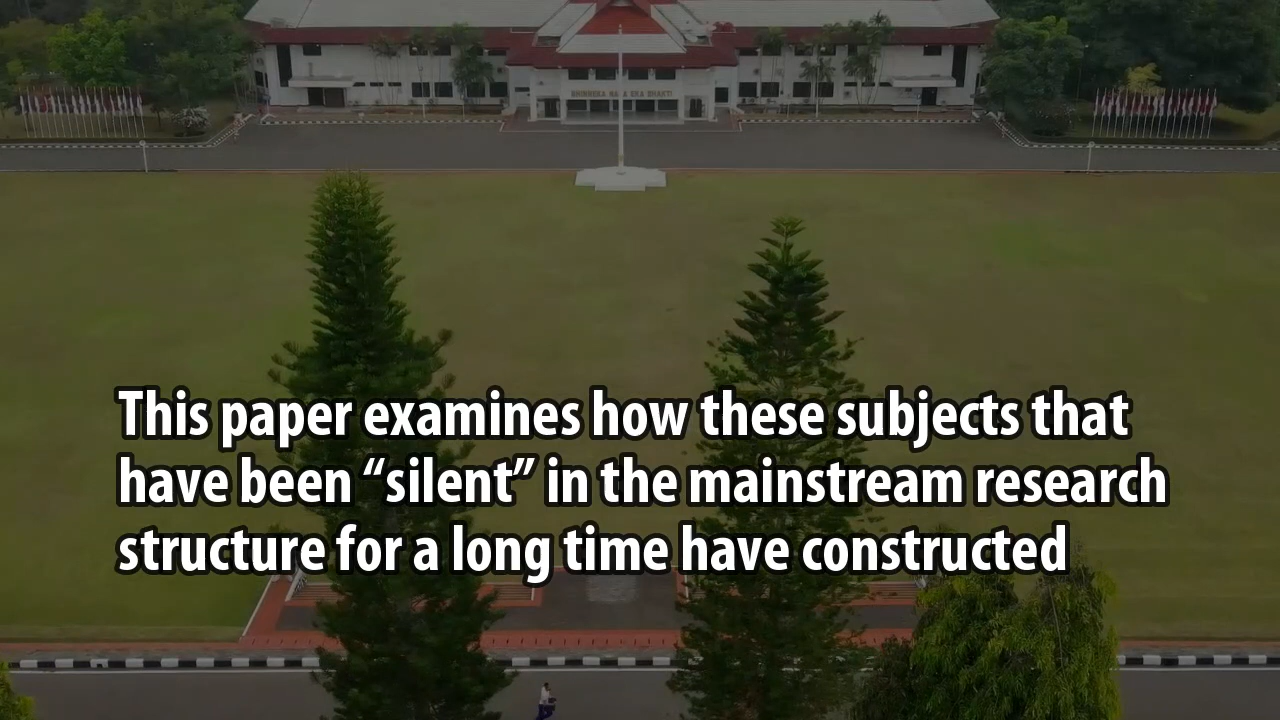 This paper examines how these subjects that
have been “silent” in the mainstream research
structure for a long time have constructed